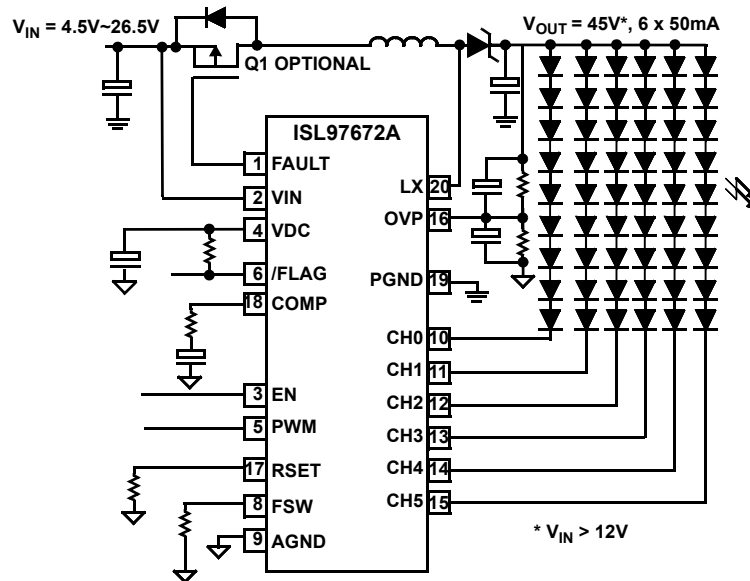 V_IN = 4.5V~26.5V
V_OUT = 45V*, 6 x 50mA
Q1 OPTIONAL
ISL97672A
1 FAULT
2 VIN
4 VDC
6 /FLAG
18 COMP
3 EN
5 PWM
17 RSET
8 FSW
9 AGND
LX 20
OVP 16
PGND 19
CH0 10
CH1 11
CH2 12
CH3 13
CH4 14
CH5 15
* V_IN > 12V